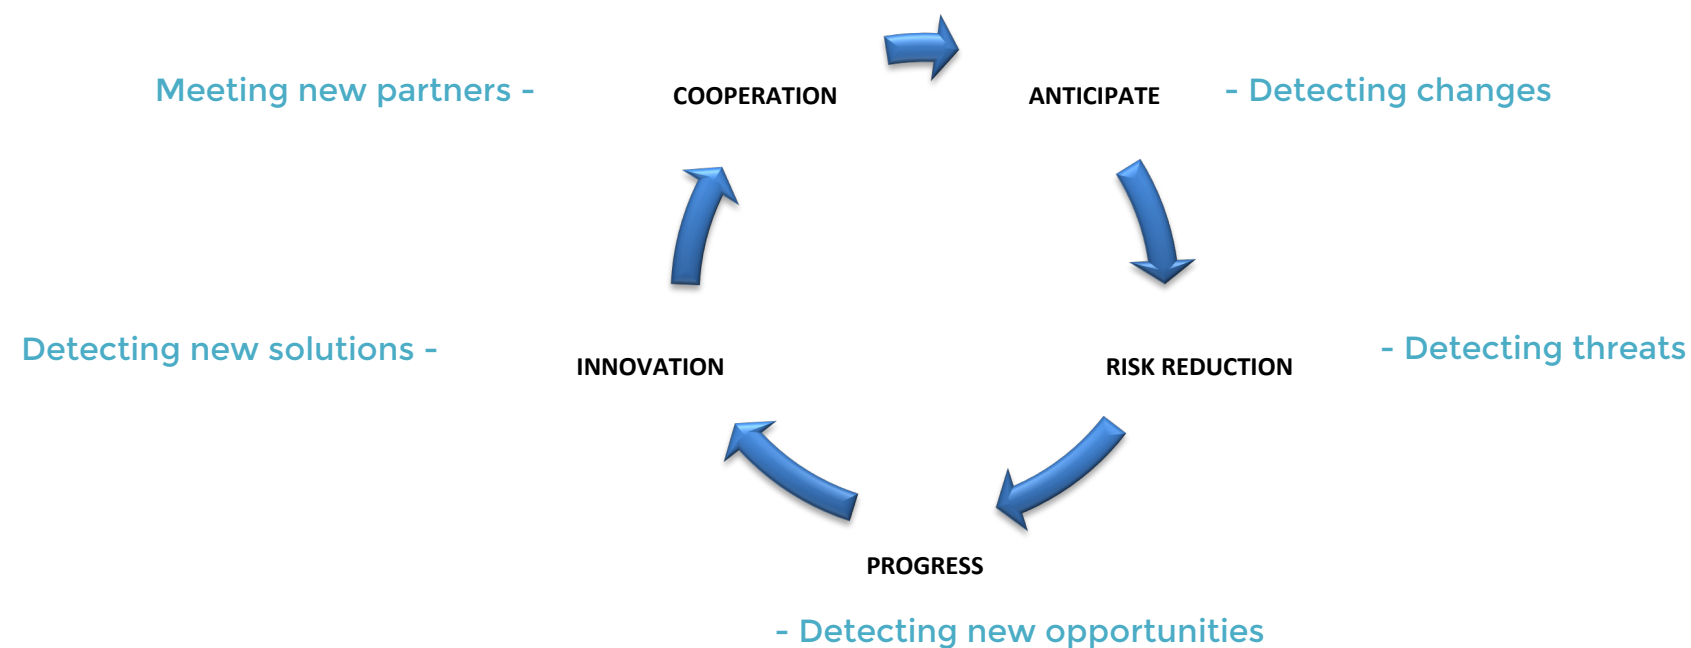 Meeting new partners -
COOPERATION
ANTICIPATE
- Detecting changes
Detecting new solutions -
INNOVATION
RISK REDUCTION
- Detecting threats
PROGRESS
- Detecting new opportunities